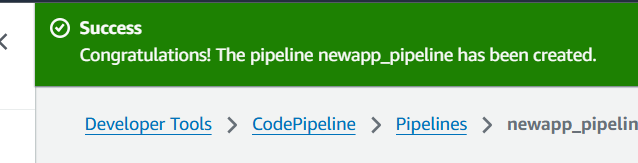 Success
Congratulations! The pipeline newapp_pipeline has been created.
Developer Tools > CodePipeline > Pipelines > newapp_pipelin